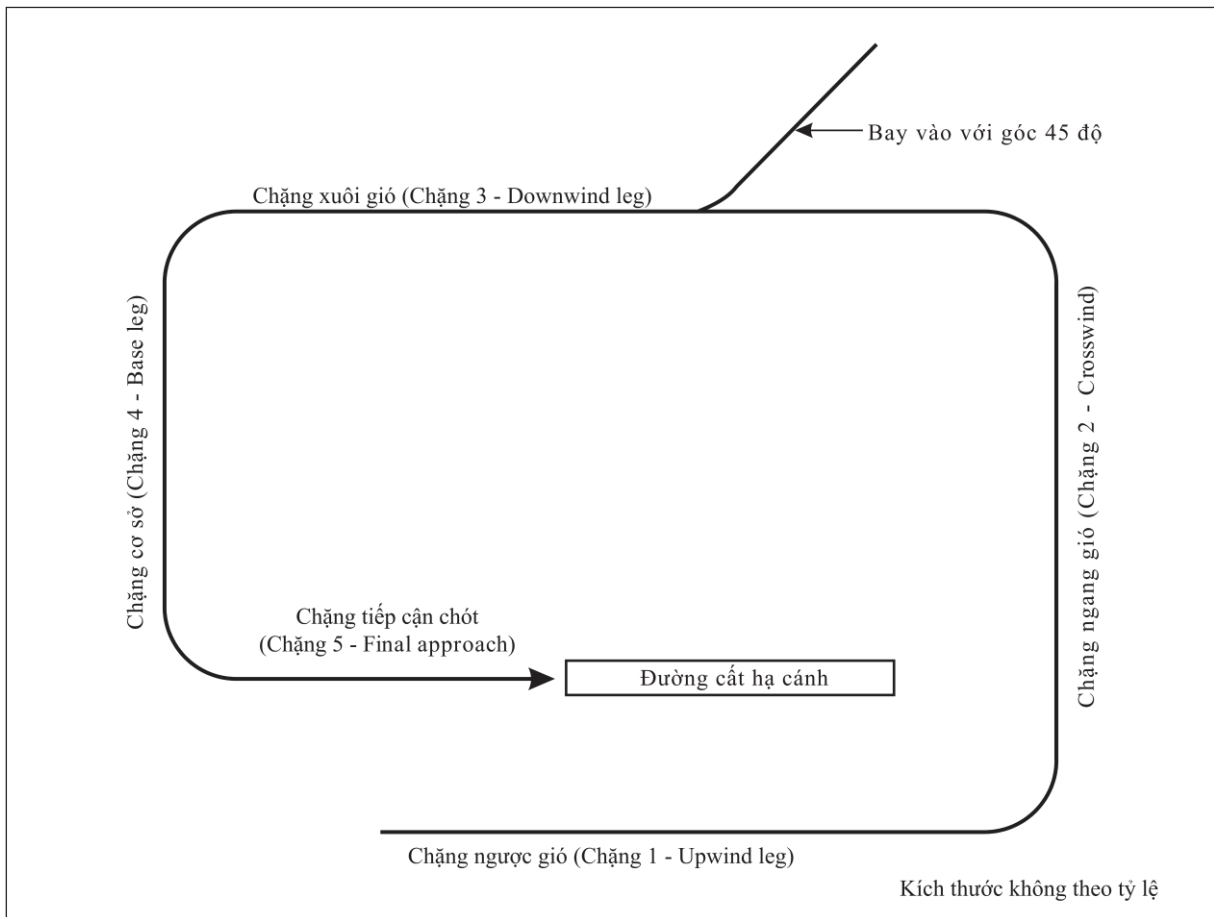 Bay vào với góc 45 độ
Chặng xuôi gió (Chặng 3 - Downwind leg)
Chặng cơ sở (Chặng 4 - Base leg)
Chặng ngang gió (Chặng 2 - Crosswind)
Chặng tiếp cận chót
(Chặng 5 - Final approach)
Đường cất hạ cánh
Chặng ngược gió (Chặng 1 - Upwind leg)
Kích thước không theo tỷ lệ